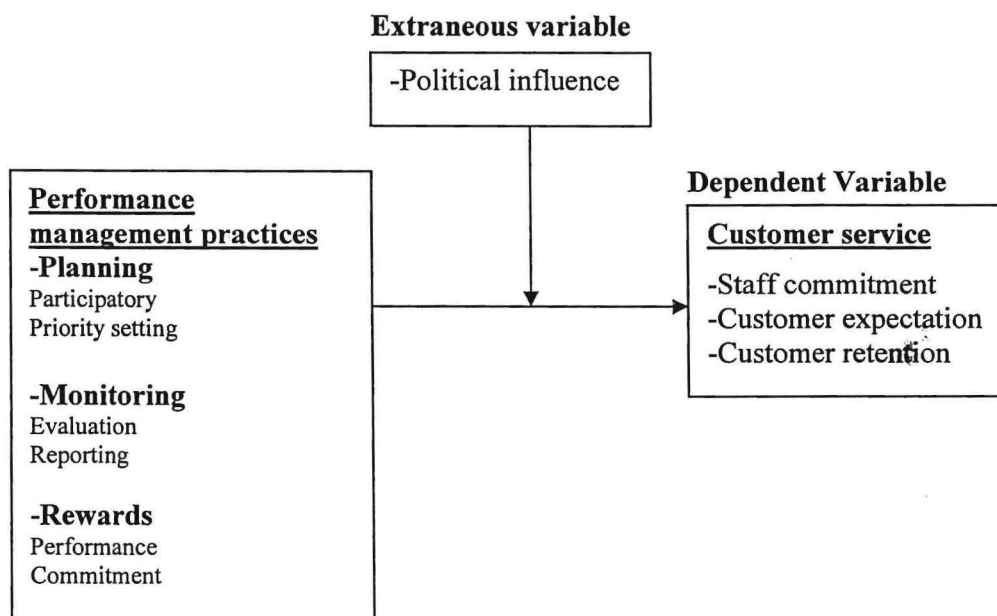 Extraneous variable
-Political influence
Performance
management practices
-Planning
Participatory
Priority setting
-Monitoring
Evaluation
Reporting
-Rewards
Performance
Commitment
Dependent Variable
Customer service
-Staff commitment
-Customer expectation
-Customer retention